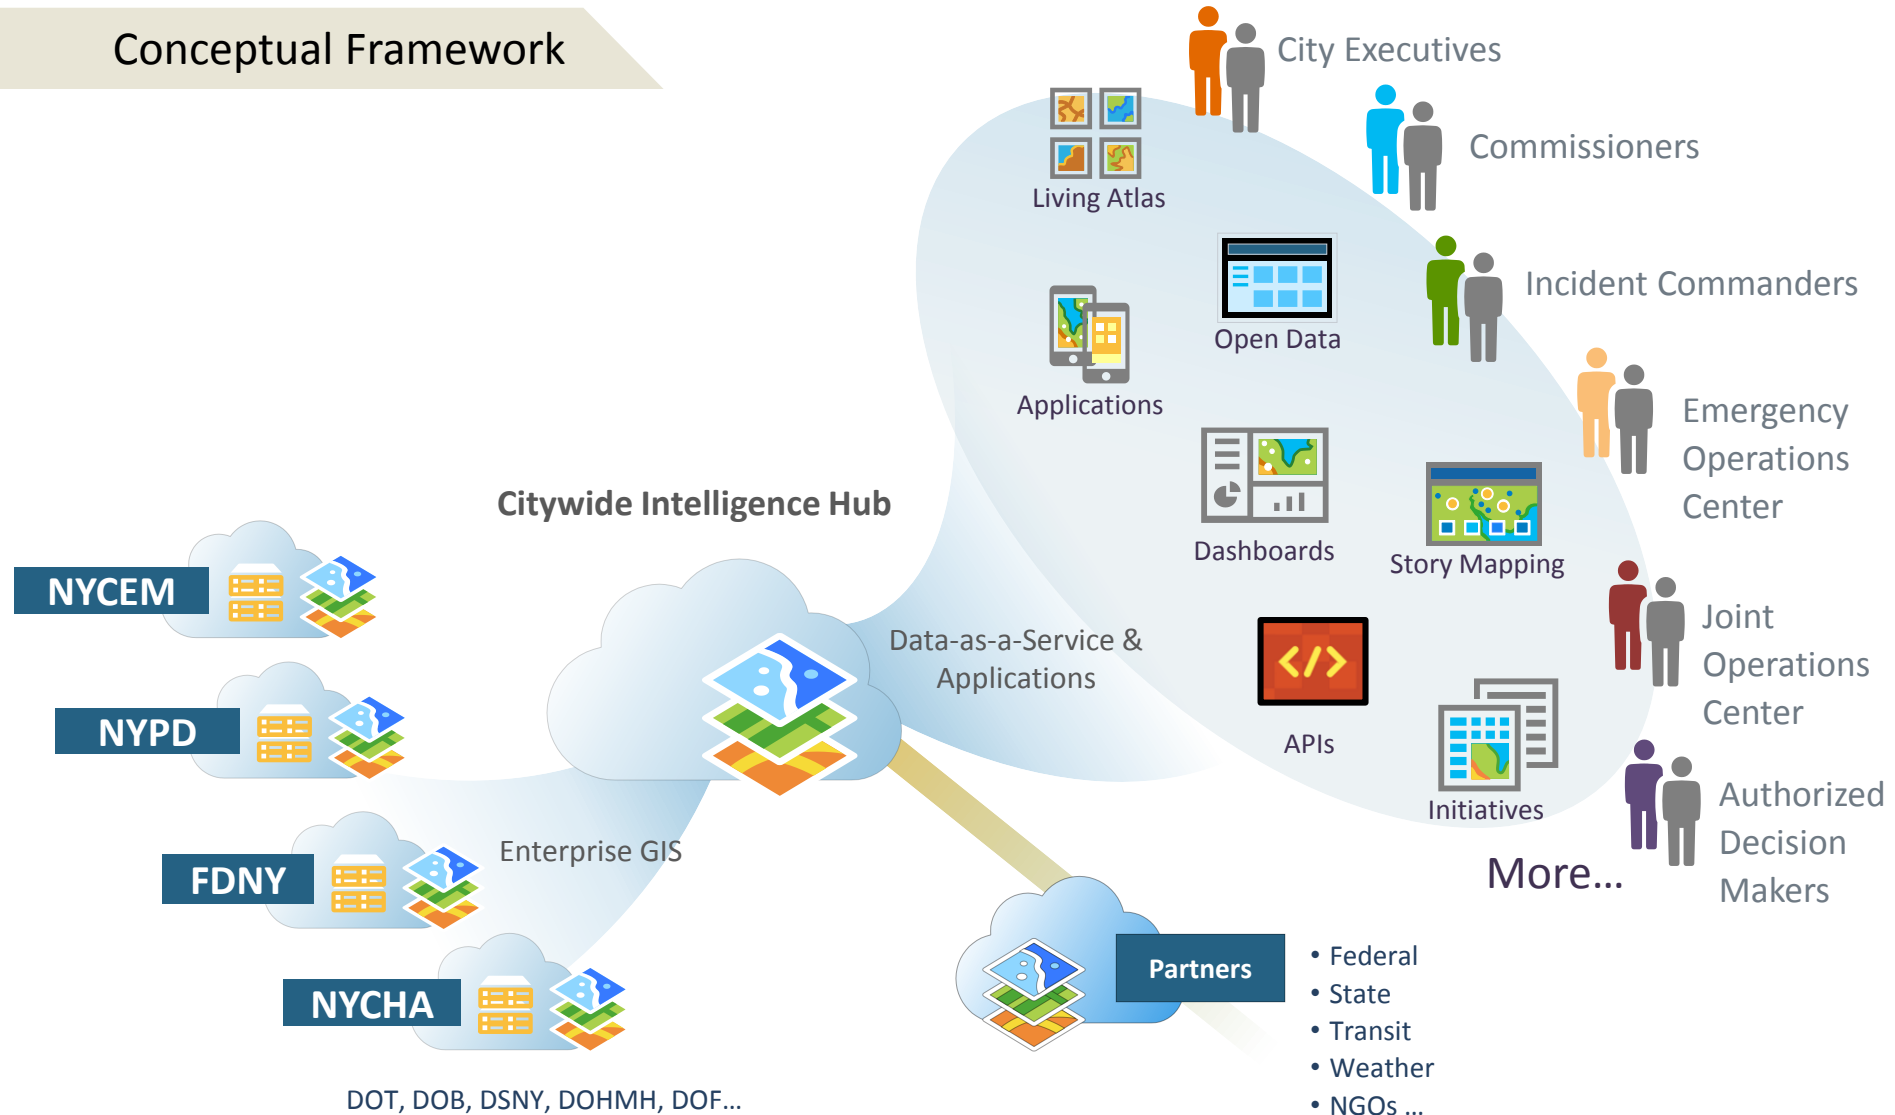 Conceptual Framework
City Executives
Commissioners
Living Atlas
Incident Commanders
Open Data
Applications
Emergency
Operations
Center
Citywide Intelligence Hub
Dashboards
Story Mapping
NYCEM
Data-as-a-Service &
Applications
Joint
Operations
Center
NYPD
</>
APIs
Initiatives
Authorized
Decision
Makers
Enterprise GIS
FDNY
More...
Partners
• Federal
• State
• Transit
• Weather
• NGOs ...
NYCHA
DOT, DOB, DSNY, DOHMH, DOF...